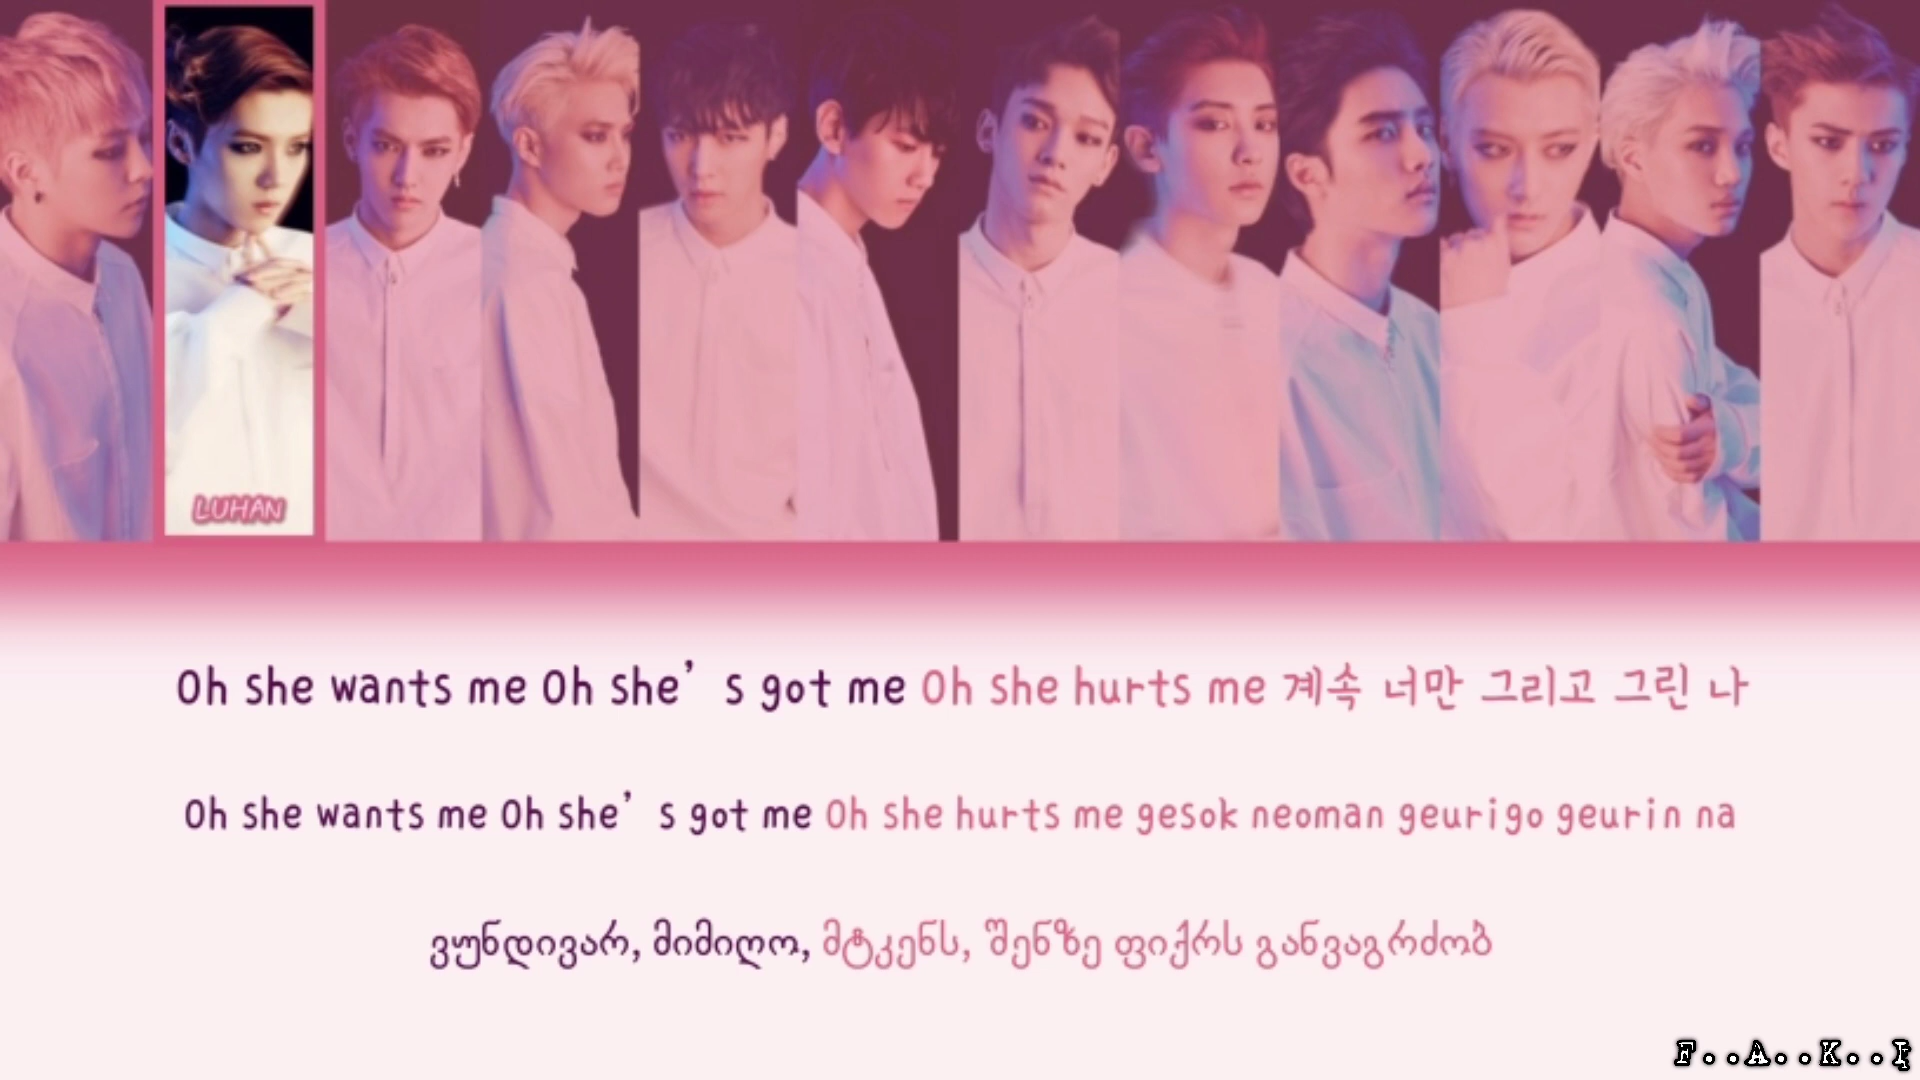 LUHAN
Oh she wants me Oh she’s got me Oh she hurts me 계속 너만 그리고 그린 나
Oh she wants me Oh she’s got me Oh she hurts me gesok neoman geurigo geurin na
ვუნდივარ, მიმიღო, მტკენს, შენზე ფიქრს განვაგრძობ
F..A..K..I